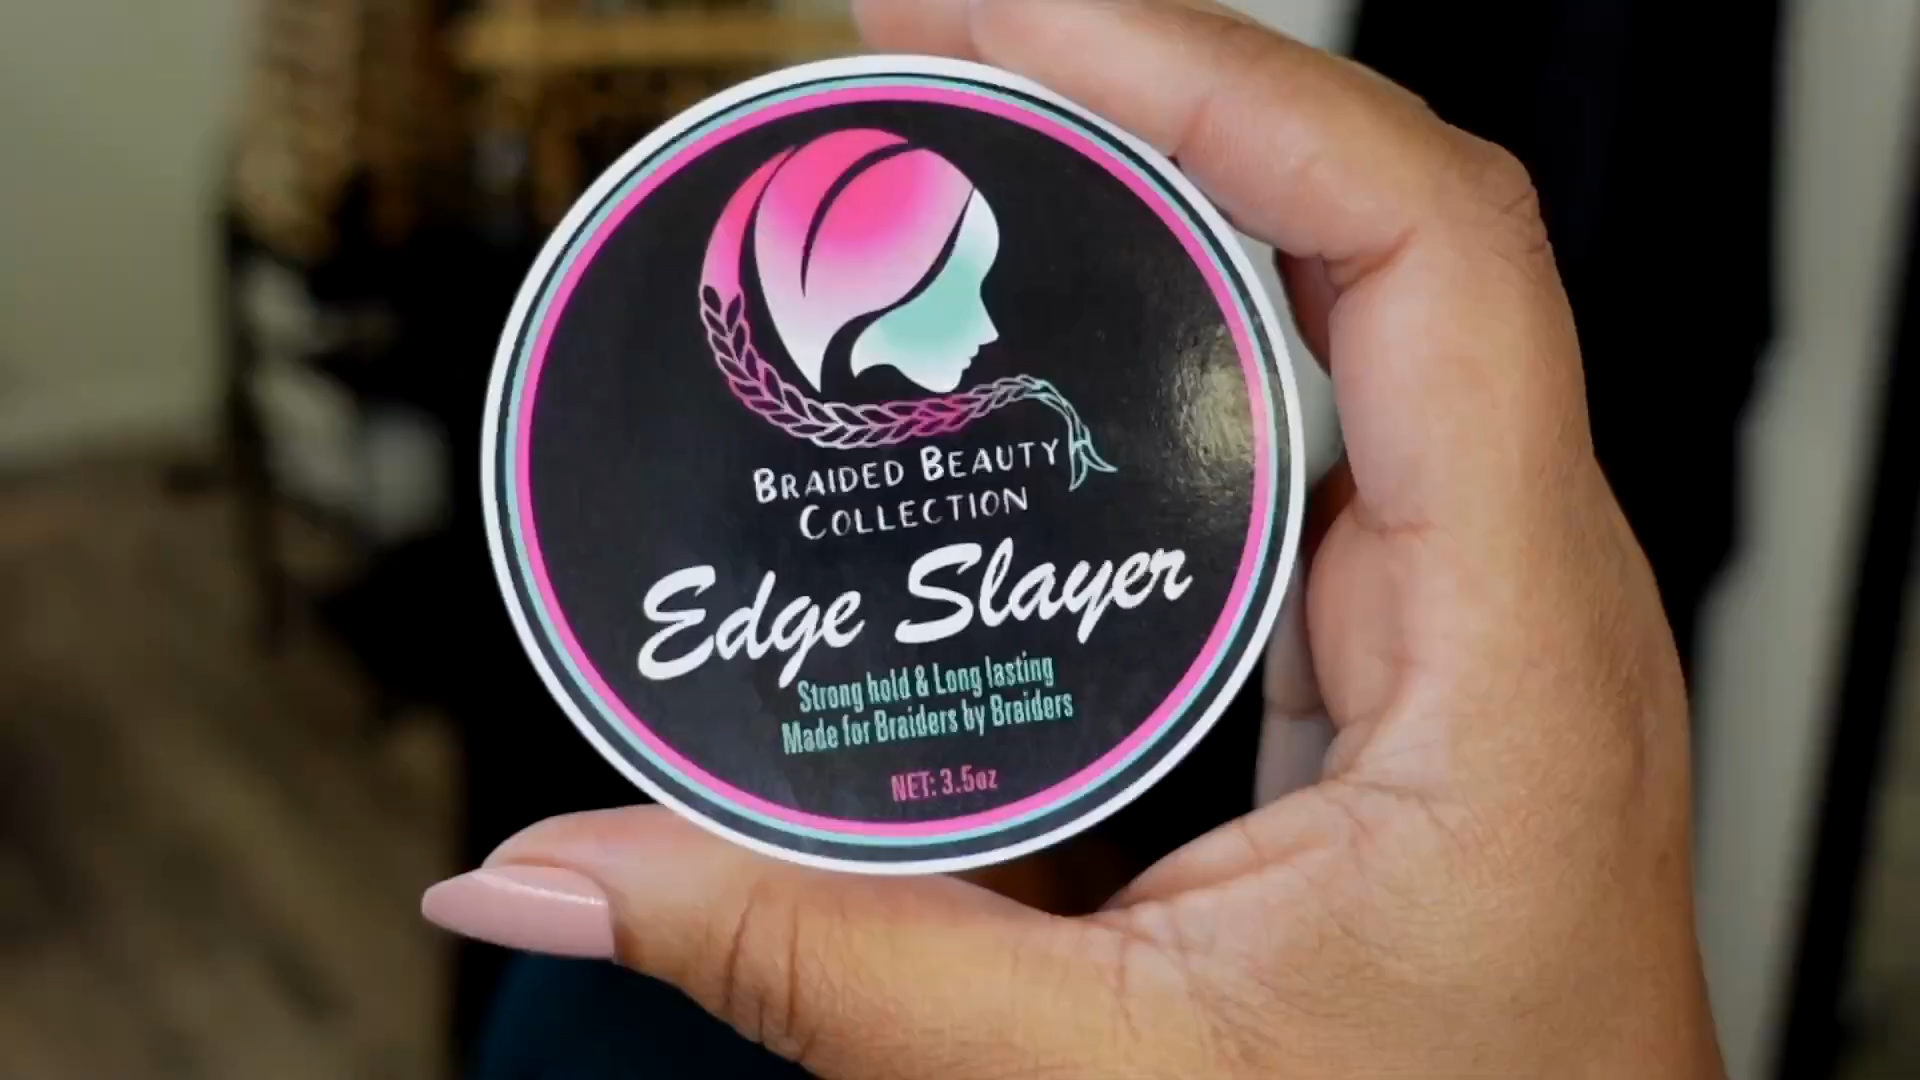 BRAIDED BEAUTY
COLLECTION
Edge Slayer
Strong hold & Long lasting
Made for Braiders by Braiders
NET: 3.5oz